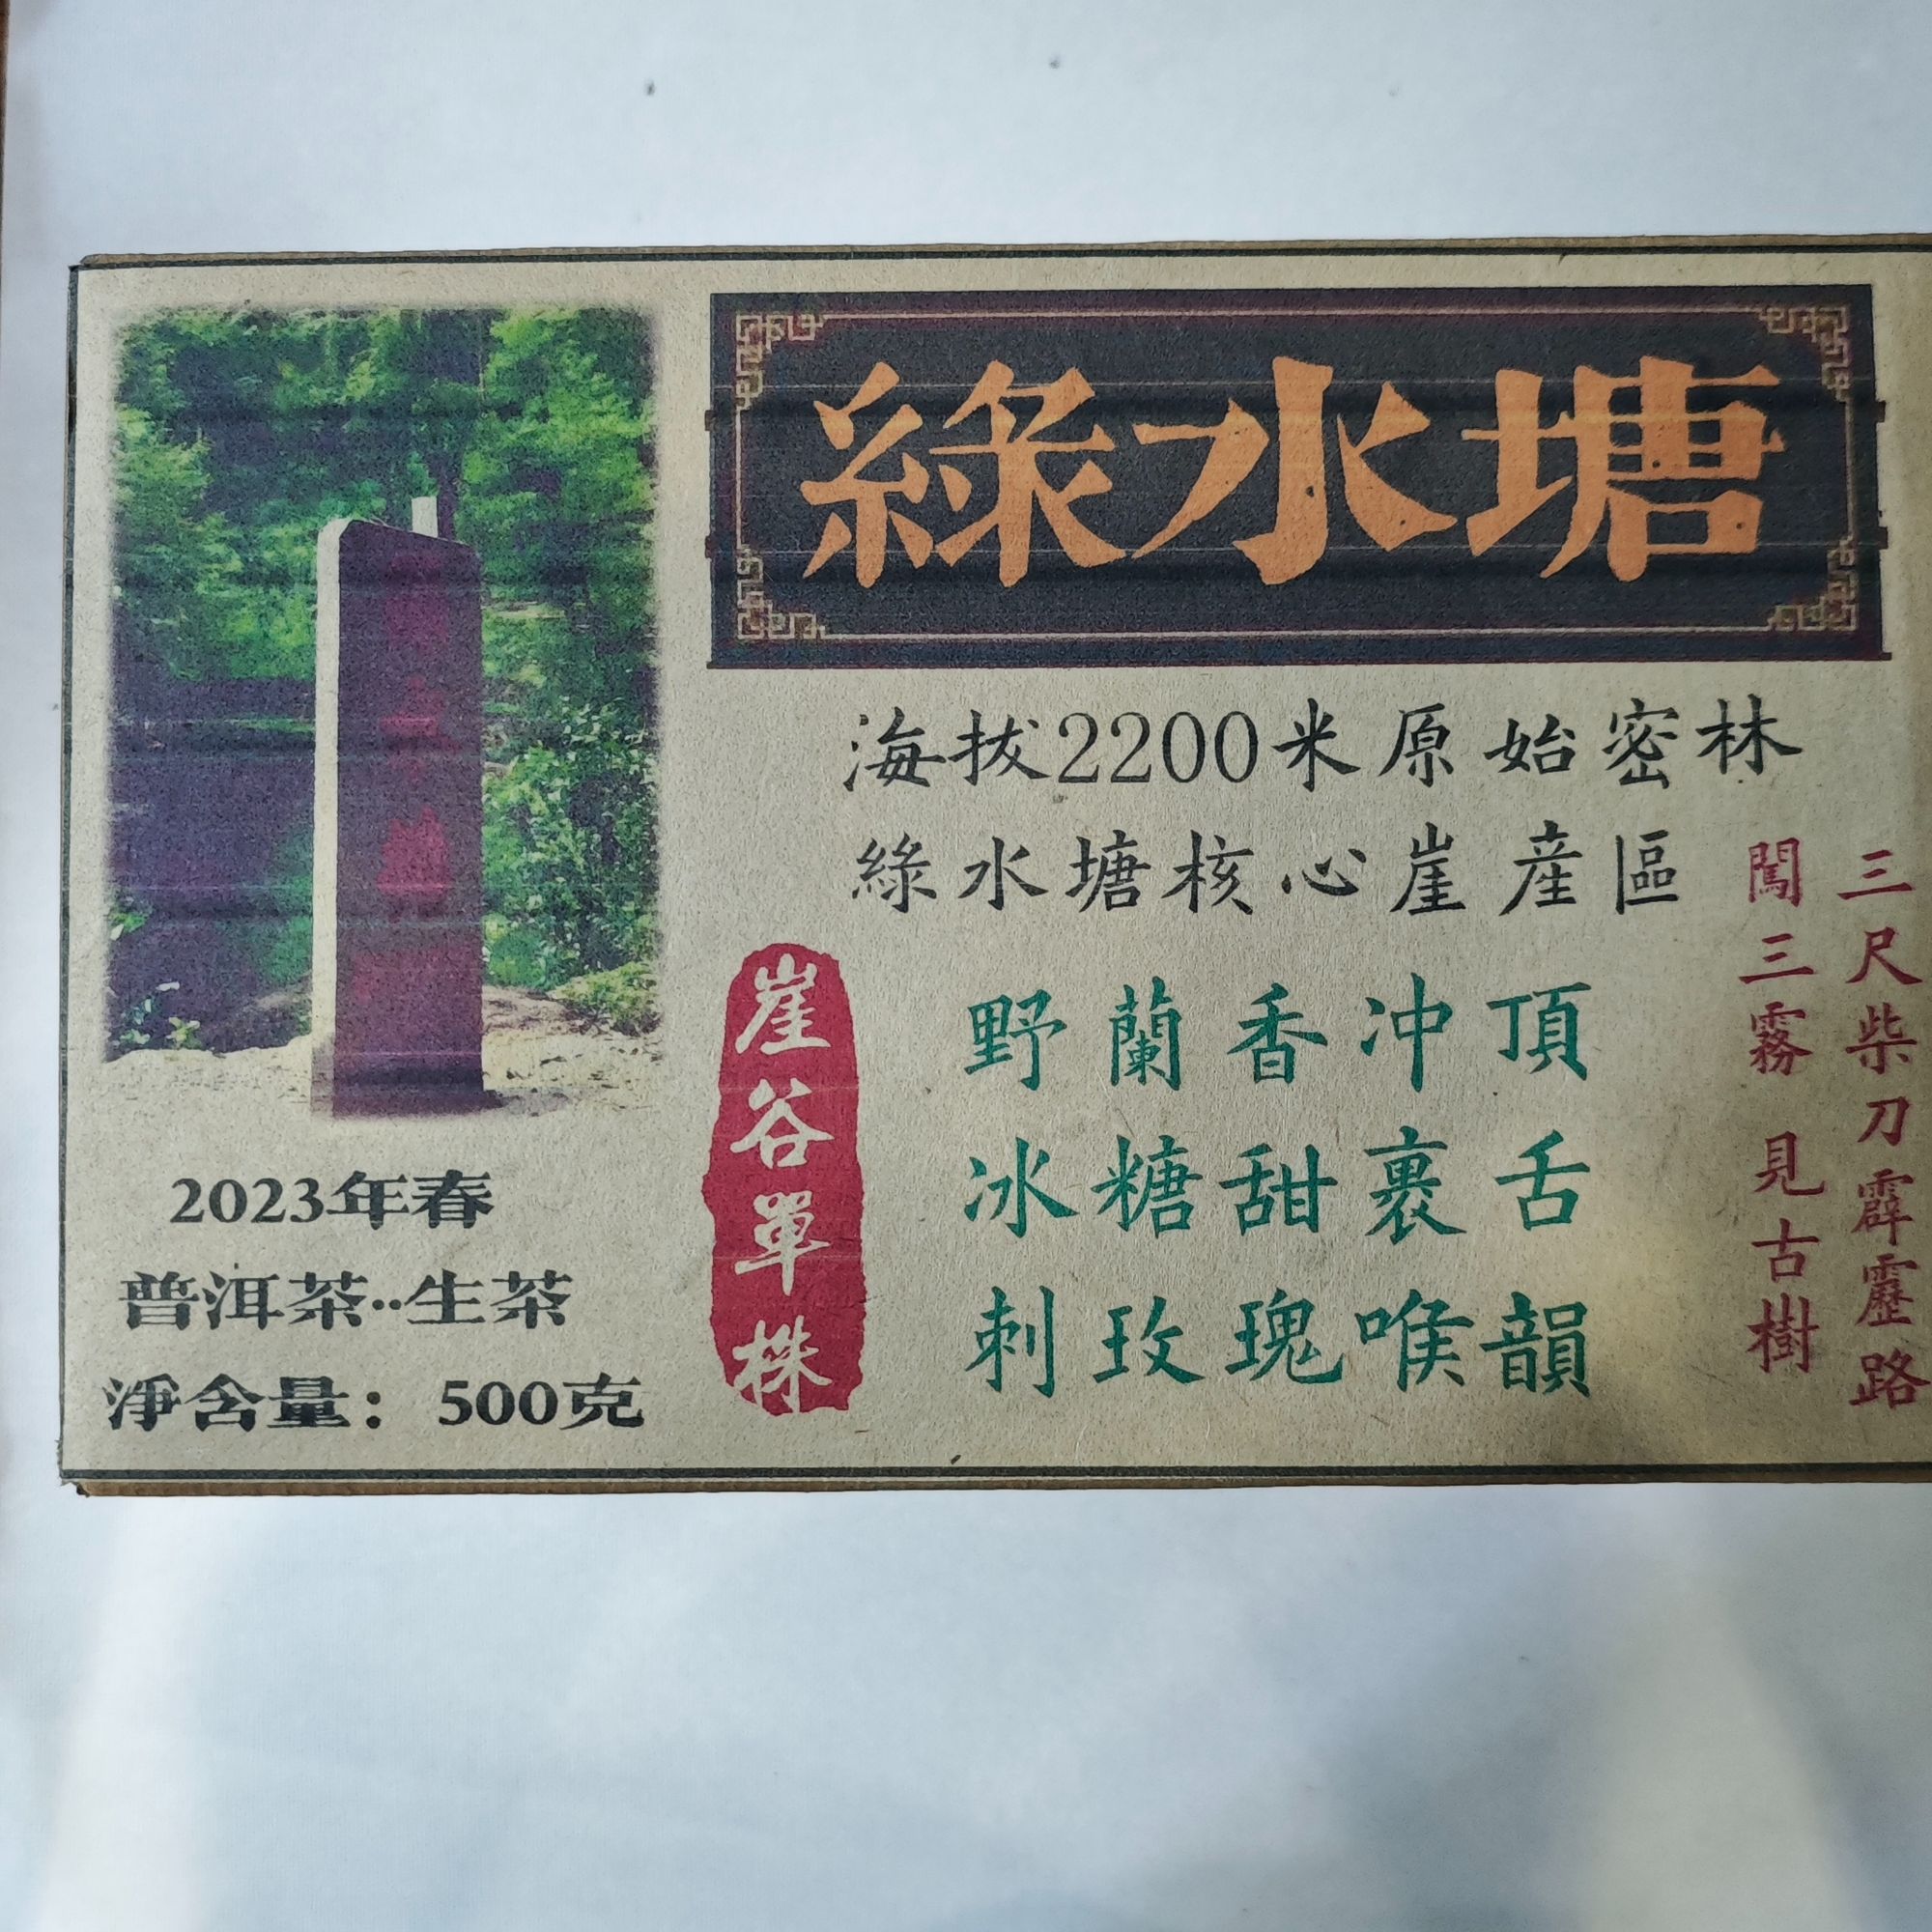 綠水塘
海拔2200米原始密林
綠水塘核心崖産區
三尺柴刀霹靂路
闖三霧見古樹
崖谷單株
野蘭香冲頂
冰糖甜裹舌
刺玫瑰喉韻
2023年春
普洱茶··生茶
淨含量：500克